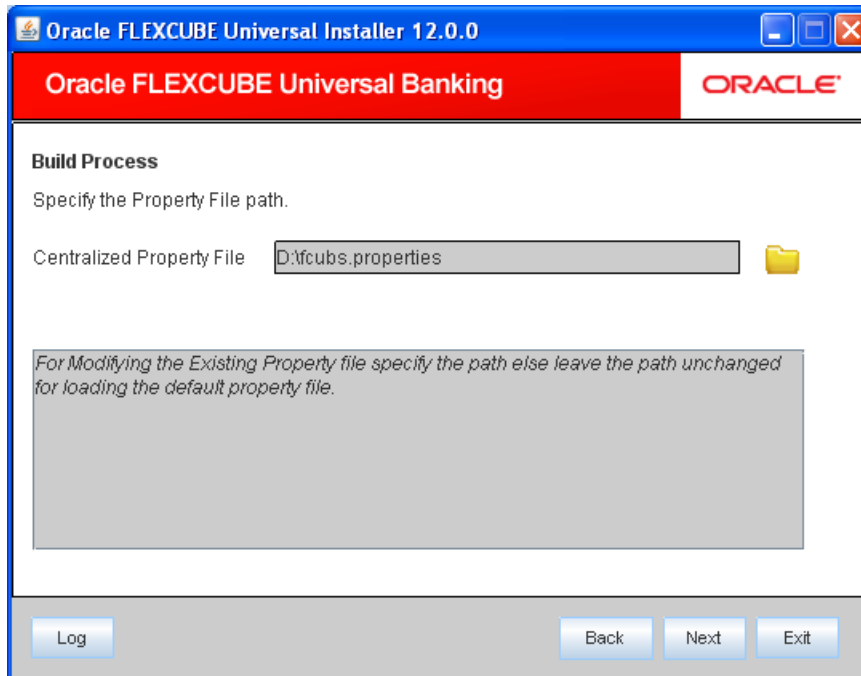 Oracle FLEXCUBE Universal Installer 12.0.0
Oracle FLEXCUBE Universal Banking
ORACLE
Build Process
Specify the Property File path.
Centralized Property File D:\fcubs.properties
For Modifying the Existing Property file specify the path else leave the path unchanged
for loading the default property file.
Log Back Next Exit